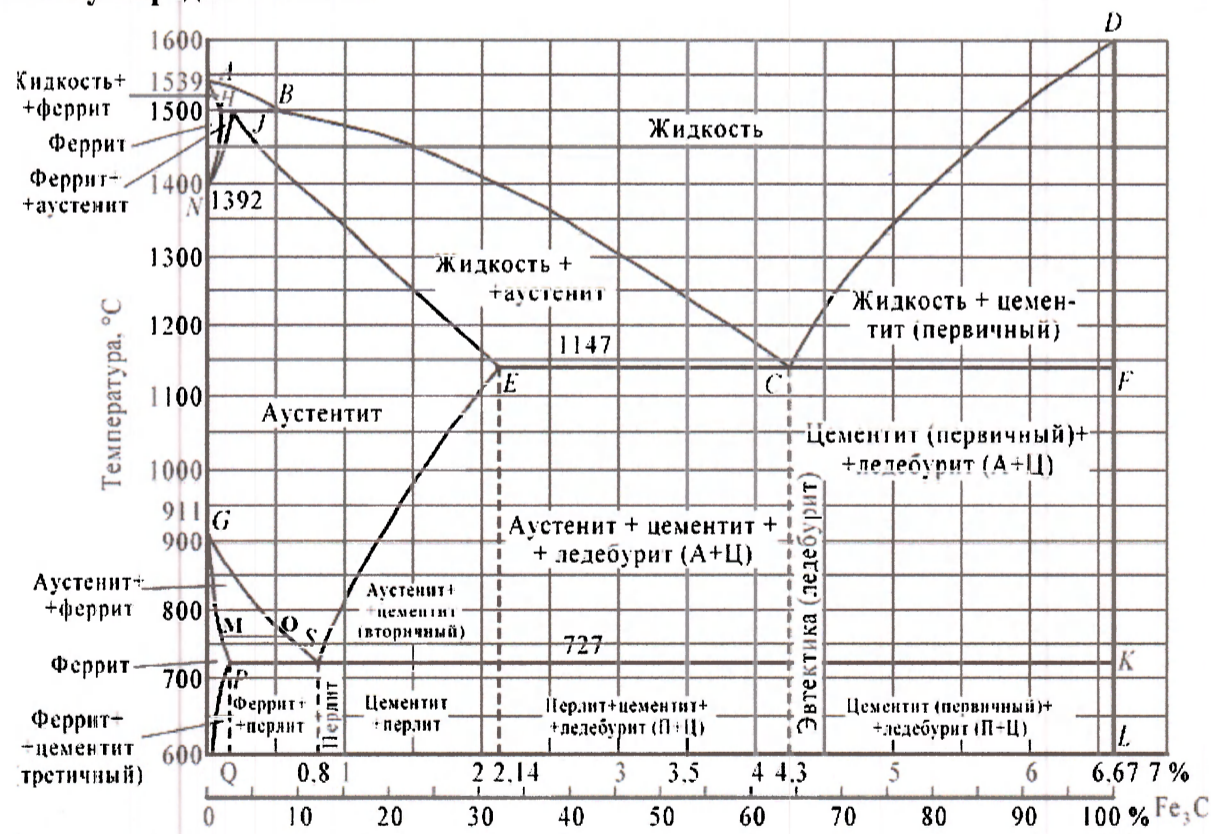 D
1600
1539
A
Жидкость+
+феррит
H
B
1500
J
Жидкость
Феррит
Феррит+
+аустенит
1400
N
1392
1300
Жидкость +
+аустенит
Жидкость + цемен-
тит (первичный)
1200
1147
E
C
F
1100
Аустентит
Температура, °С
Цементит (первичный)+
+ледебурит (А+Ц)
1000
911
G
900
Аустенит + цементит +
+ ледебурит (А+Ц)
Эвтектика (ледебурит)
Аустенит+
+феррит
Аустенит+
+цементит
(вторичный)
800
M
O
S
727
Феррит
K
700
P
Феррит+
+перлит
Перлит
Цементит
+перлит
Перлит+цементит+
+ледебурит (П+Ц)
Цементит (первичный)+
+ледебурит (П+Ц)
Феррит+
+цементит
третичный)
L
600
Q
0.8
1
2
2.14
3
3.5
4
4.3
5
6
6.67
7 %
0
10
20
30
40
50
60
70
80
90
100
% Fe₃C